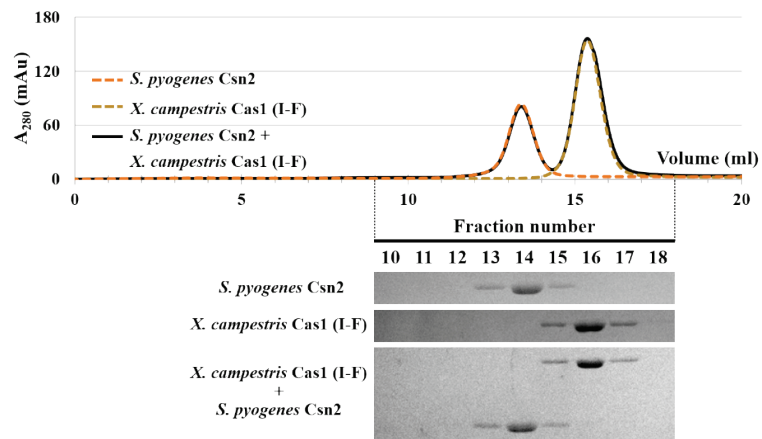 180
120
60
0
A280 (mAu)
S. pyogenes Csn2
X. campestris Cas1 (I-F)
S. pyogenes Csn2 +
X. campestris Cas1 (I-F)
Volume (ml)
0 10 15 20
Fraction number
10 11 12 13 14 15 16 17 18
S. pyogenes Csn2
X. campestris Cas1 (I-F)
X. campestris Cas1 (I-F)
+
S. pyogenes Csn2